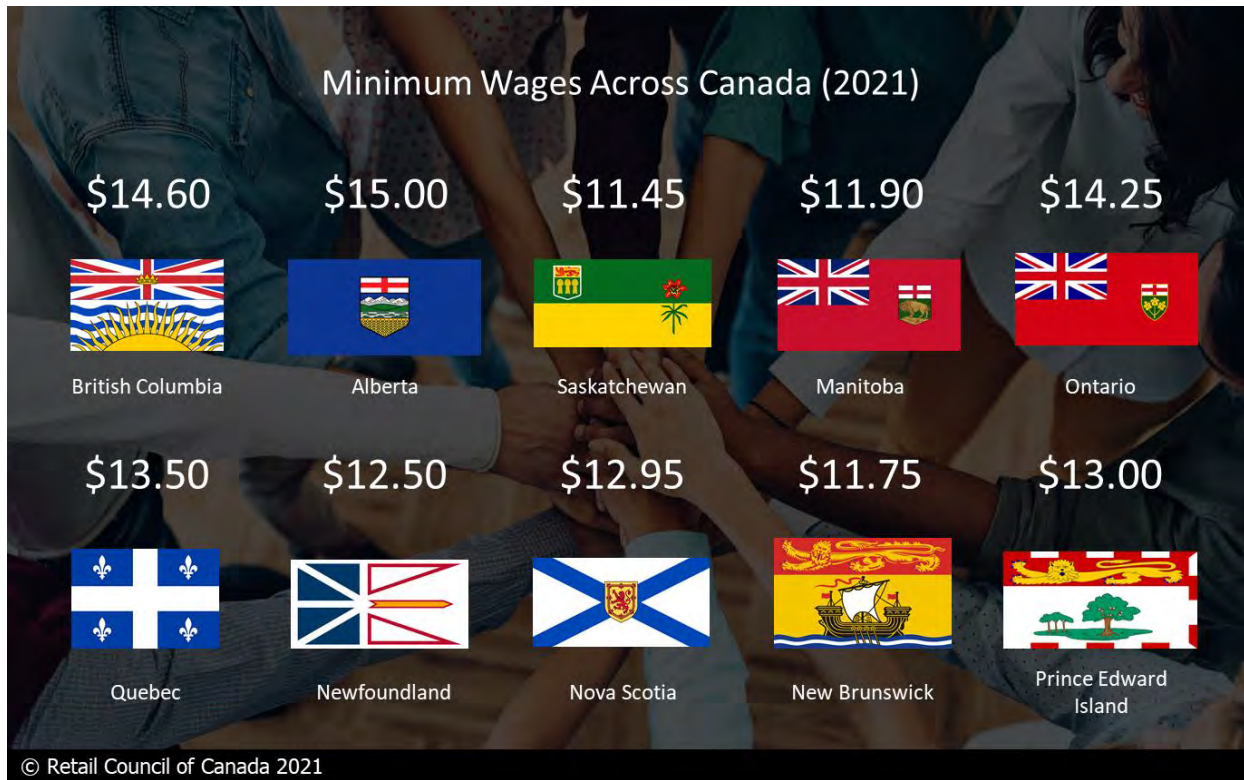 Minimum Wages Across Canada (2021)
$14.60 $15.00 $11.45 $11.90 $14.25
British Columbia Alberta Saskatchewan Manitoba Ontario
$13.50 $12.50 $12.95 $11.75 $13.00
Quebec Newfoundland Nova Scotia New Brunswick Prince Edward
Island
© Retail Council of Canada 2021